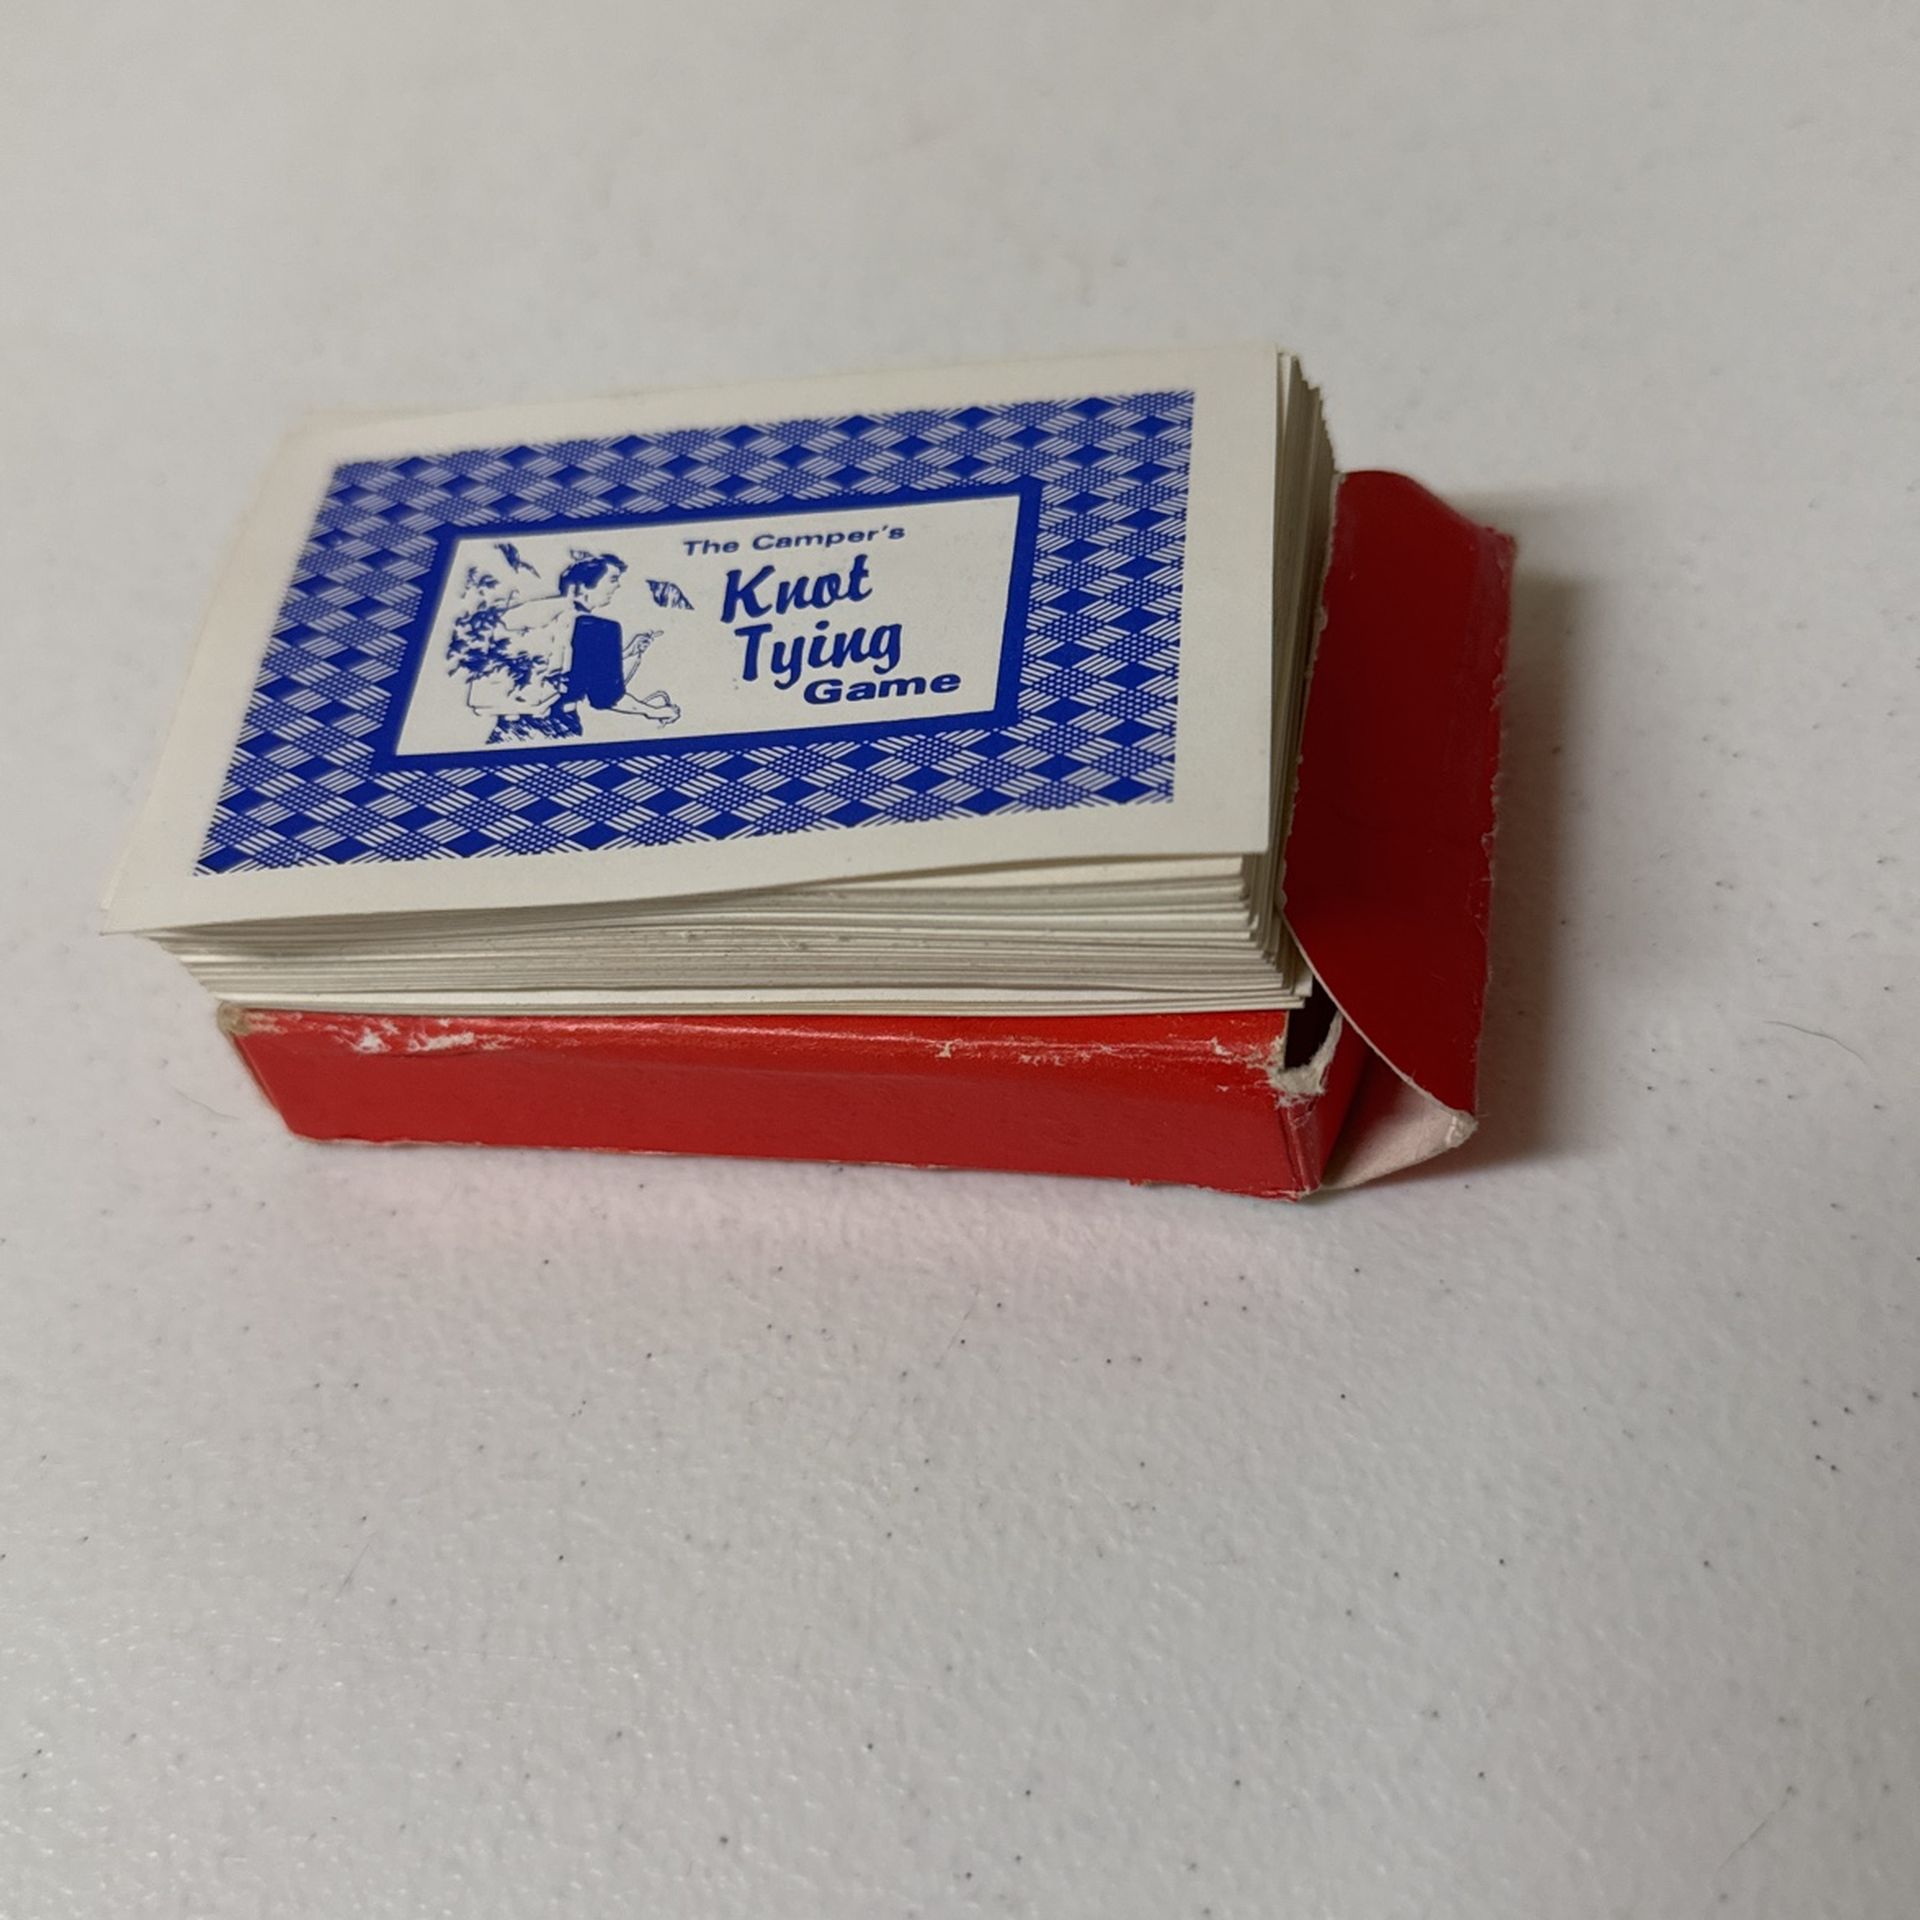 The Camper's
Knot
Tying
Game